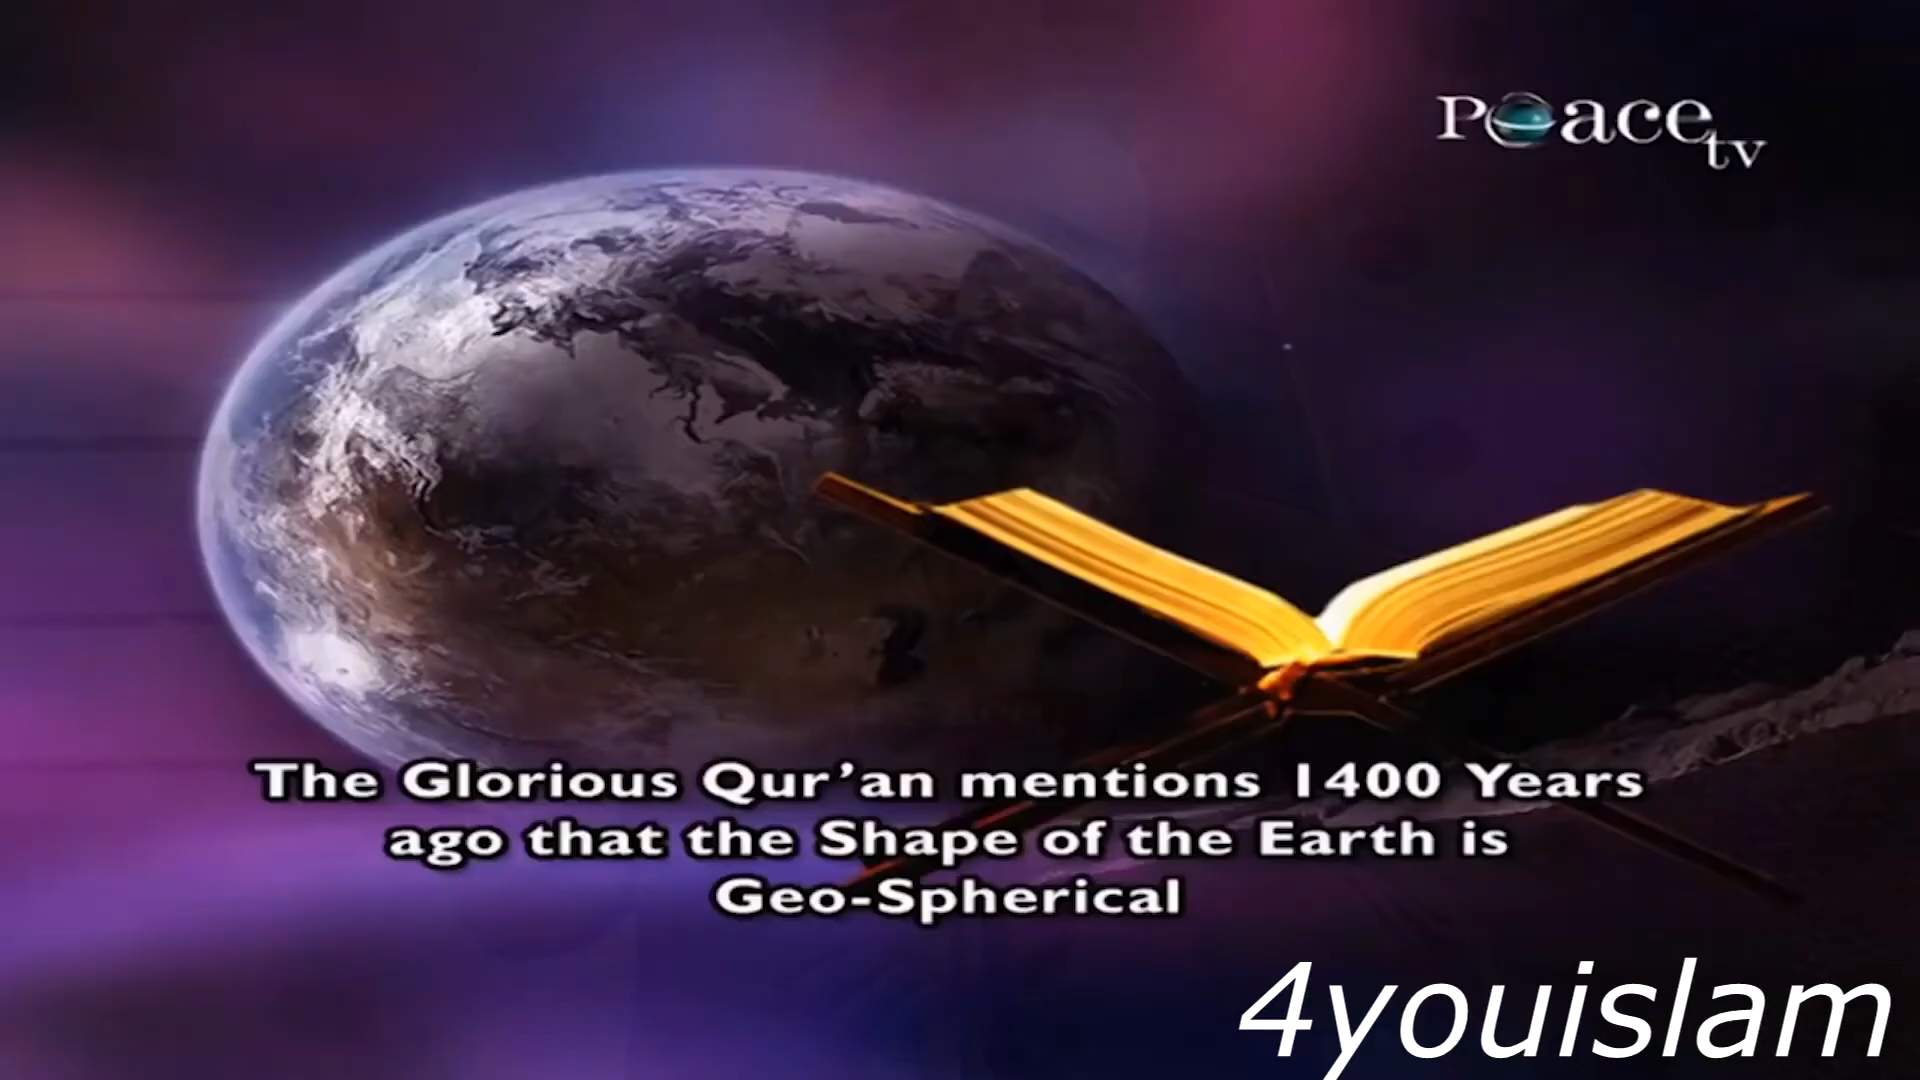 Peace tv
The Glorious Qur’an mentions 1400 Years
ago that the Shape of the Earth is
Geo-Spherical
4youislam